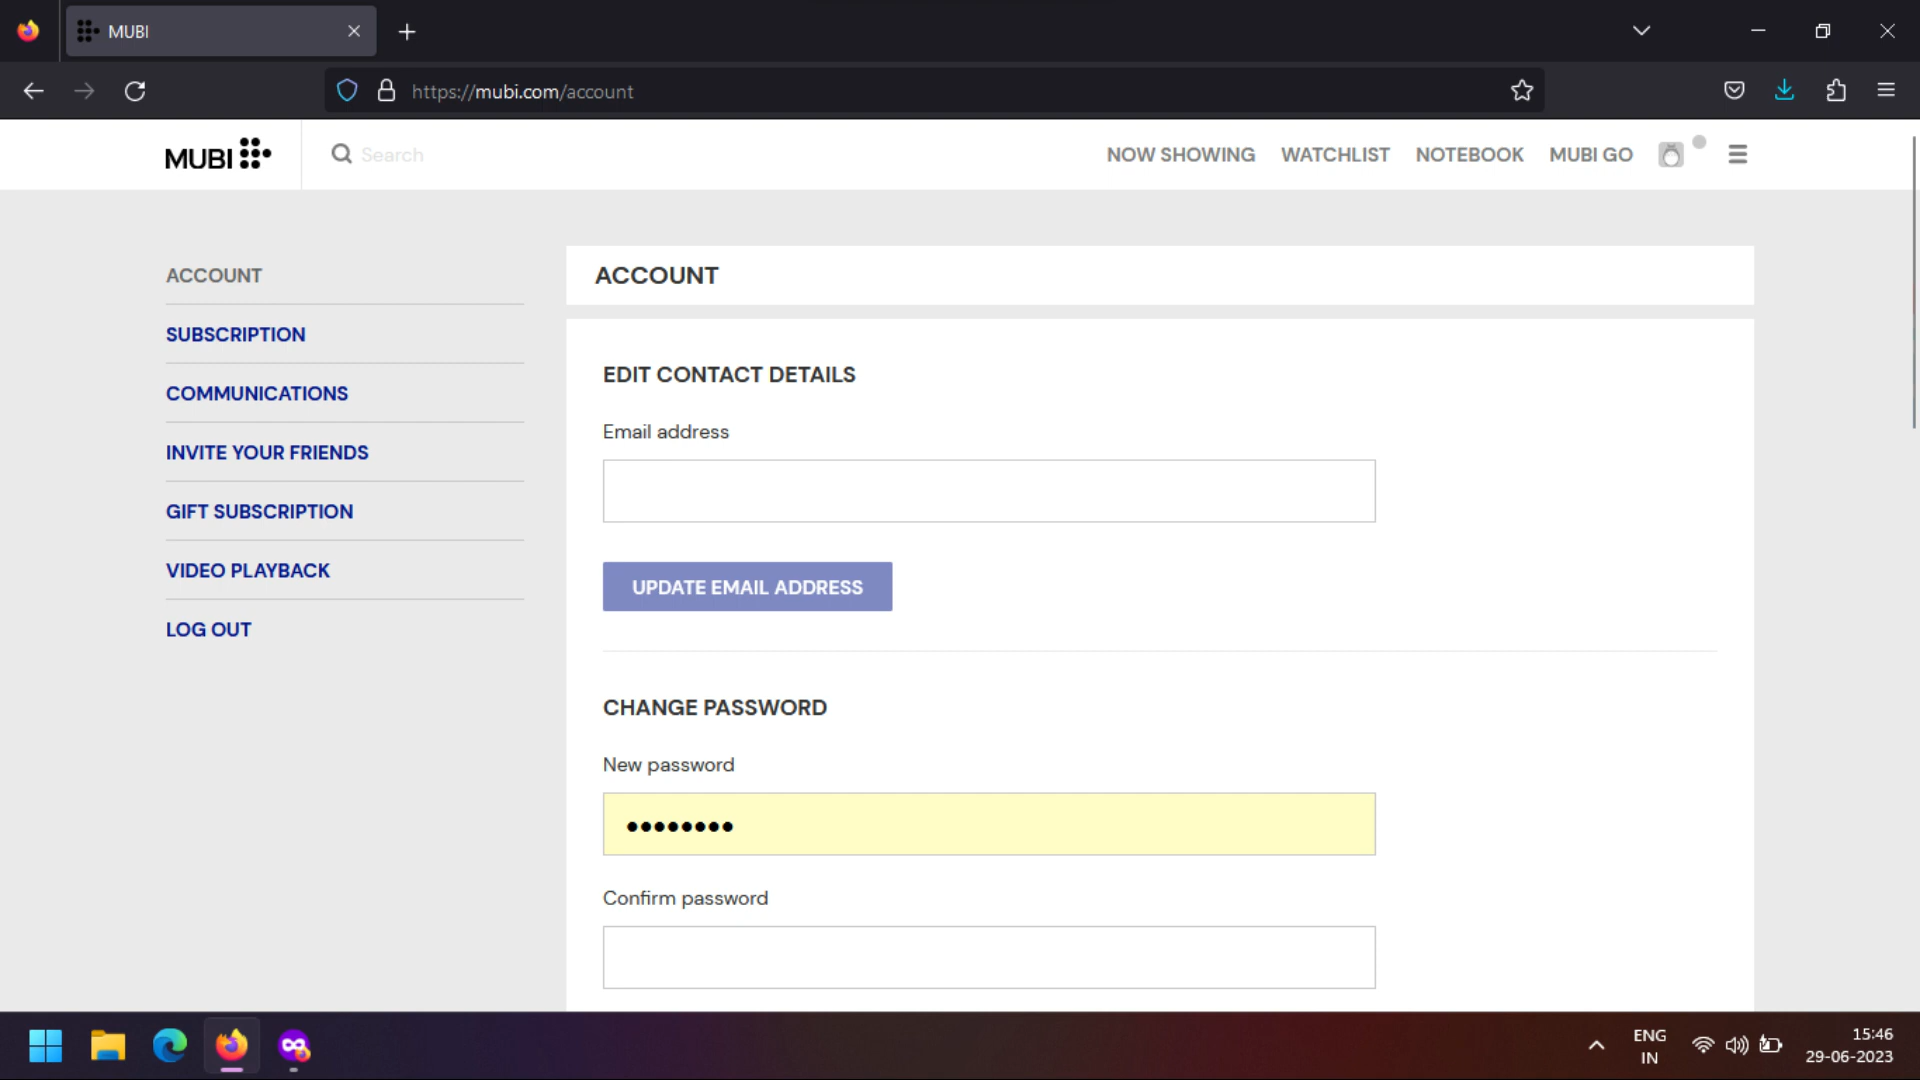 MUBI
https://mubi.com/account
MUBI
Search
NOW SHOWING
WATCHLIST
NOTEBOOK
MUBI GO
ACCOUNT
SUBSCRIPTION
COMMUNICATIONS
INVITE YOUR FRIENDS
GIFT SUBSCRIPTION
VIDEO PLAYBACK
LOG OUT
ACCOUNT
EDIT CONTACT DETAILS
Email address
UPDATE EMAIL ADDRESS
CHANGE PASSWORD
New password
••••••••
Confirm password
ENG
IN
15:46
29-06-2023